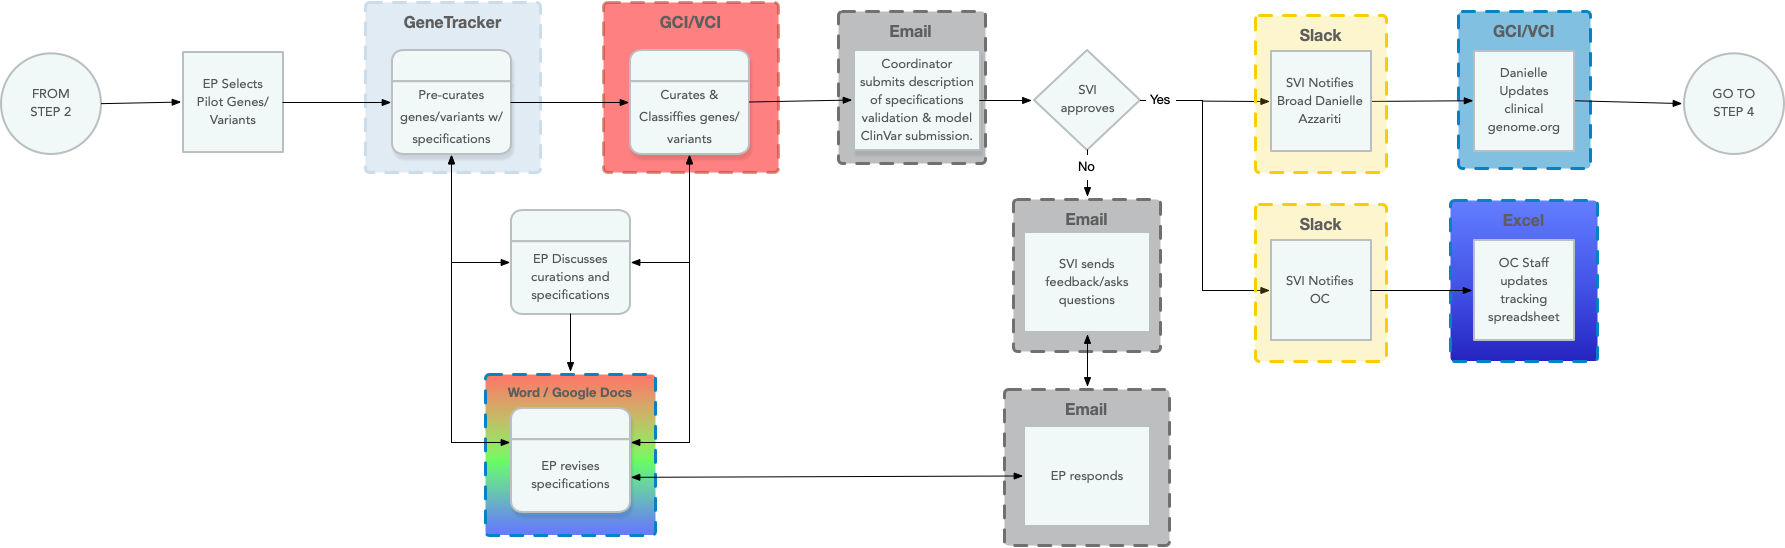 FROM
STEP 2
EP Selects
Pilot Genes/
Variants
GeneTracker
Pre-curates
genes/variants w/
specifications
GCI/VCI
Curates &
Classiffies genes/
variants
Email
Coordinator
submits description
of specifications
validation & model
ClinVar submission.
SVI
approves
Yes
No
Slack
SVI Notifies
Broad Danielle
Azzariti
GCI/VCI
Danielle
Updates
clinical
genome.org
GO TO
STEP 4
EP Discusses
curations and
specifications
Email
SVI sends
feedback/asks
questions
Slack
SVI Notifies
OC
Excel
OC Staff
updates
tracking
spreadsheet
Word / Google Docs
EP revises
specifications
Email
EP responds